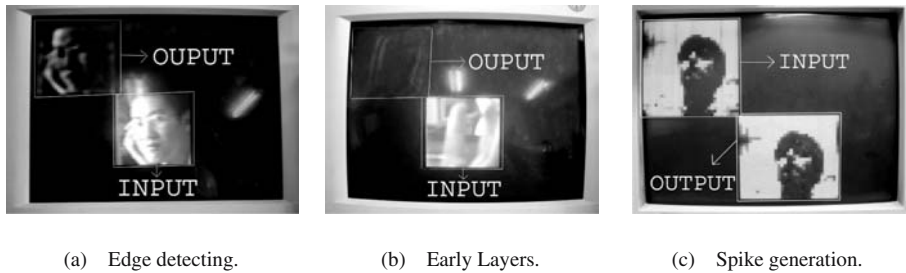 OUPUT
INPUT
OUPUT
INPUT
INPUT
OUTPUT
(a) Edge detecting.
(b) Early Layers.
(c) Spike generation.